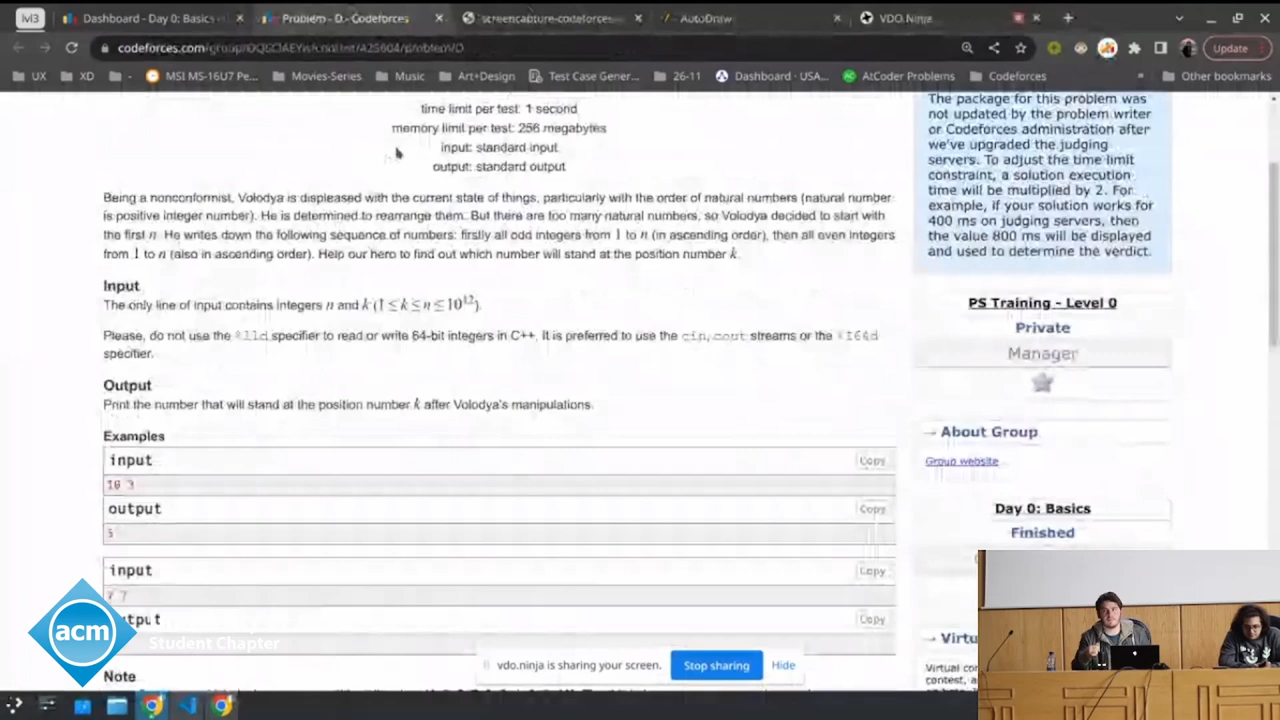 lvl3
Dashboard - Day 0: Basics
Problem - D - Codeforces
screencapture-codeforces
AutoDraw
VDO.Ninja
codeforces.com
Update
UX
XD
MSI MS-16U7 Pe...
Movies-Series
Music
Art+Design
Test Case Gener...
26-11
Dashboard - USA...
AtCoder Problems
Codeforces
Other bookmarks
time limit per test: 1 second
memory limit per test: 256 megabytes
input: standard input
output: standard output
Being a nonconformist, Volodya is displeased with the current state of things, particularly with the order of natural numbers (natural number
is positive integer number). He is determined to rearrange them. But there are too many natural numbers, so Volodya decided to start with
the first n. He writes down the following sequence of numbers: firstly all odd integers from 1 to n (in ascending order), then all even integers
from 1 to n (also in ascending order). Help our hero to find out which number will stand at the position number k.
Input
The only line of input contains integers n and k (1 ≤ k ≤ n ≤ 10^12).
Please, do not use the %lld specifier to read or write 64-bit integers in C++. It is preferred to use the cin, cout streams or the %I64d
specifier.
Output
Print the number that will stand at the position number k after Volodya's manipulations.
Examples
input
Copy
10 3
output
Copy
5
input
Copy
7 7
output
Copy
Note
The package for this problem was
not updated by the problem writer
or Codeforces administration after
we've upgraded the judging
servers. To adjust the time limit
constraint, a solution execution
time will be multiplied by 2. For
example, if your solution works for
400 ms on judging servers, then
the value 800 ms will be displayed
and used to determine the verdict.
PS Training - Level 0
Private
Manager
→ About Group
Group website
Day 0: Basics
Finished
→ Virtu
Virtual co
contest, a
acm
Student Chapter
vdo.ninja is sharing your screen.
Stop sharing
Hide